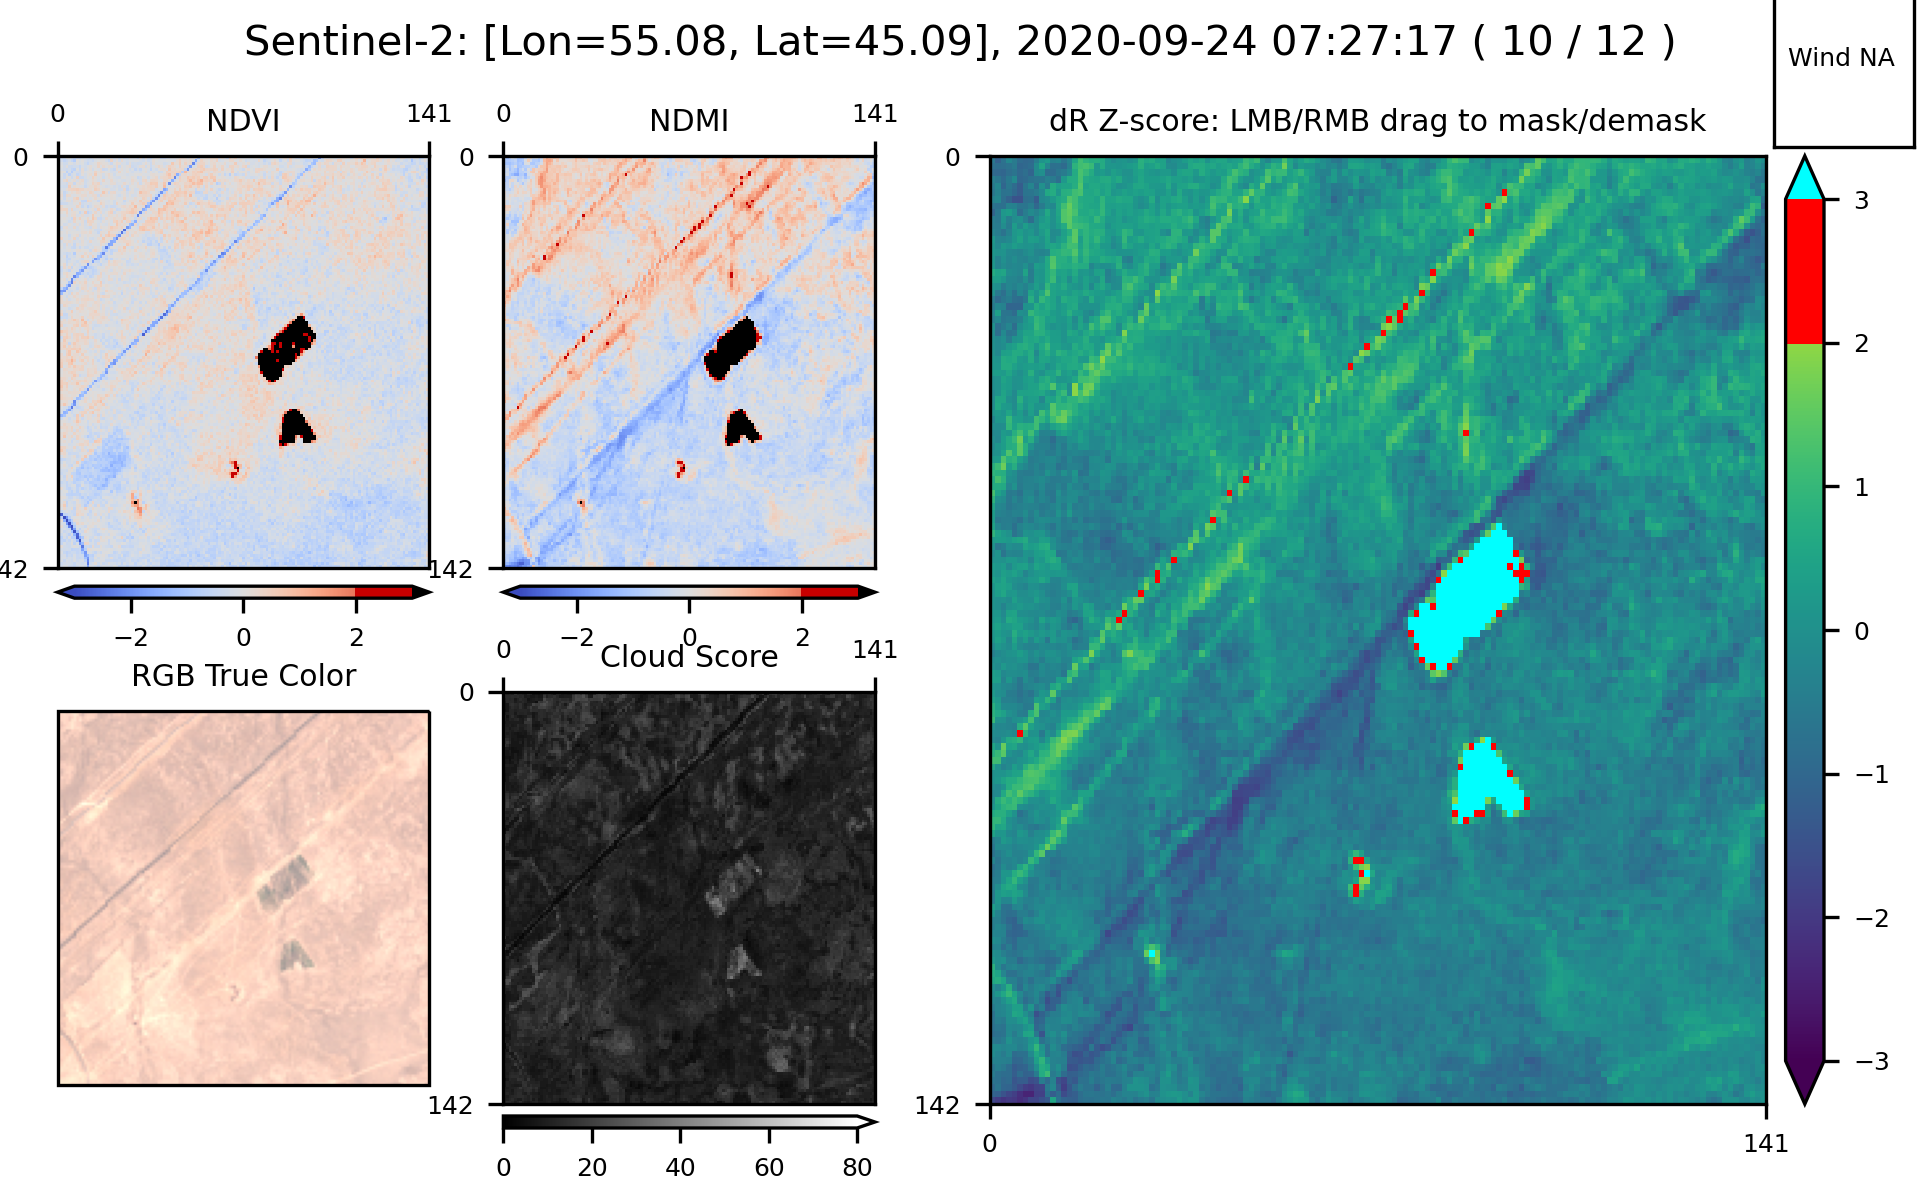 Sentinel-2: [Lon=55.08, Lat=45.09], 2020-09-24 07:27:17 ( 10 / 12 )
Wind NA
0 141
NDVI
0
42
−2 0 2
0 141
NDMI
0
142
−2 0 2
dR Z-score: LMB/RMB drag to mask/demask
0
142
0 141
3
2
1
0
−1
−2
−3
RGB True Color
0 141
Cloud Score
0
142
0 20 40 60 80